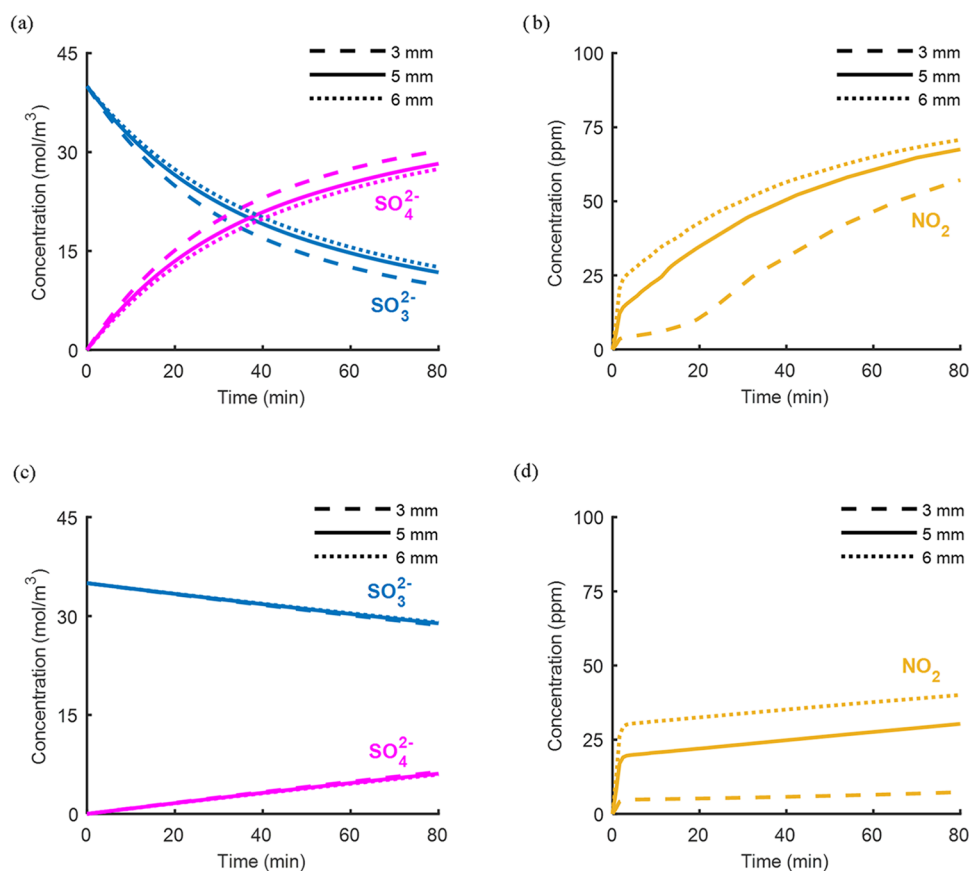 (a)
45
30
15
0
Concentration (mol/m³)
3 mm
5 mm
6 mm
SO₄²⁻
SO₃²⁻
0 20 40 60 80
Time (min)
(b)
100
75
50
25
0
Concentration (ppm)
3 mm
5 mm
6 mm
NO₂
0 20 40 60 80
Time (min)
(c)
45
30
15
0
Concentration (mol/m³)
3 mm
5 mm
6 mm
SO₃²⁻
SO₄²⁻
0 20 40 60 80
Time (min)
(d)
100
75
50
25
0
Concentration (ppm)
3 mm
5 mm
6 mm
NO₂
0 20 40 60 80
Time (min)